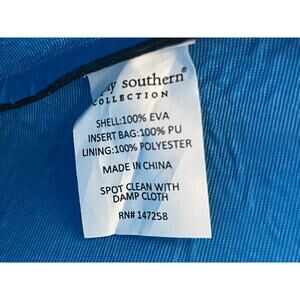 southern®
COLLECTION
SHELL:100% EVA
INSERT BAG:100% PU
LINING:100% POLYESTER
MADE IN CHINA
SPOT CLEAN WITH
DAMP CLOTH
RN# 147258